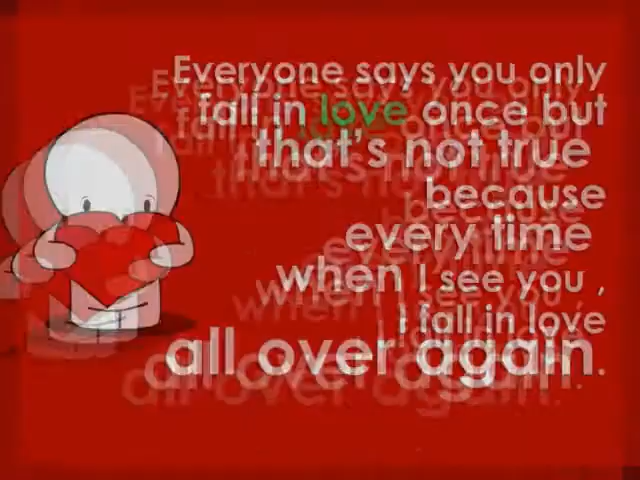 Everyone says you only
fall in love once but
that's not true
because
every time
when I see you ,
i fall in love
all over again.